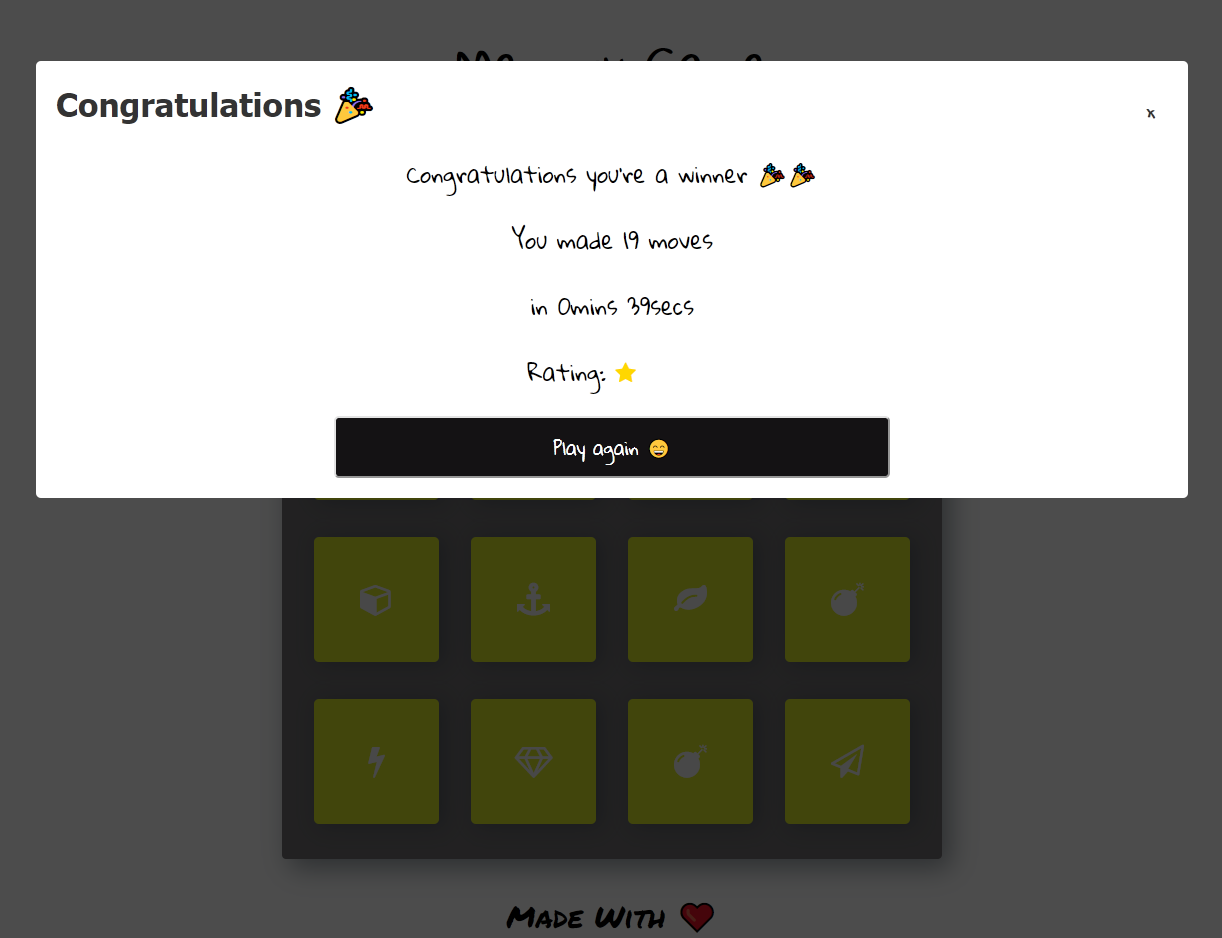 Congratulations 🎉
x
Congratulations you're a winner 🎉🎉
You made 19 moves
in 0mins 39secs
Rating: ★
Play again 😄
Made With ❤️